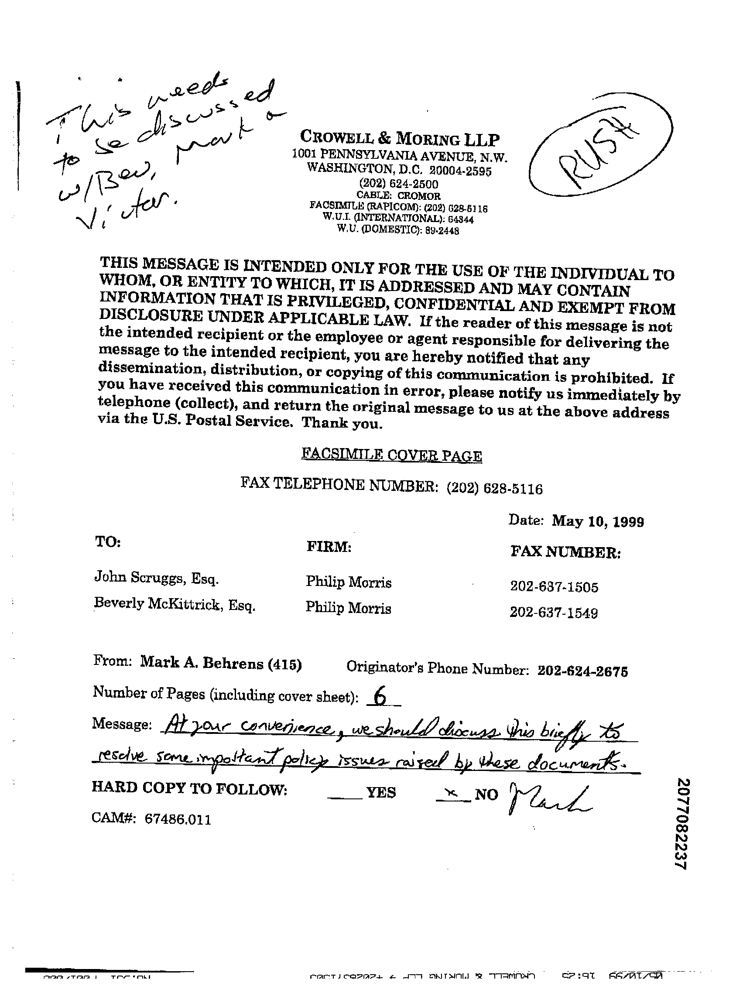 This needs
to be discussed
w/Bev, Mark &
Victor.
RUSH
CROWELL & MORING LLP
1001 PENNSYLVANIA AVENUE, N.W.
WASHINGTON, D.C. 20004-2595
(202) 624-2500
CABLE: CROMOR
FACSIMILE (RAPICOM): (202) 628-5116
W.U.I. (INTERNATIONAL): 64344
W.U. (DOMESTIC): 89-2448
THIS MESSAGE IS INTENDED ONLY FOR THE USE OF THE INDIVIDUAL TO
WHOM, OR ENTITY TO WHICH, IT IS ADDRESSED AND MAY CONTAIN
INFORMATION THAT IS PRIVILEGED, CONFIDENTIAL AND EXEMPT FROM
DISCLOSURE UNDER APPLICABLE LAW. If the reader of this message is not
the intended recipient or the employee or agent responsible for delivering the
message to the intended recipient, you are hereby notified that any
dissemination, distribution, or copying of this communication is prohibited. If
you have received this communication in error, please notify us immediately by
telephone (collect), and return the original message to us at the above address
via the U.S. Postal Service. Thank you.
FACSIMILE COVER PAGE
FAX TELEPHONE NUMBER: (202) 628-5116
Date: May 10, 1999
TO: FIRM: FAX NUMBER:
John Scruggs, Esq. Philip Morris 202-637-1505
Beverly McKittrick, Esq. Philip Morris 202-637-1549
From: Mark A. Behrens (415) Originator's Phone Number: 202-624-2675
Number of Pages (including cover sheet): 6
Message: At your convenience, we should discuss this briefly to
resolve some important policy issues raised by these documents.
HARD COPY TO FOLLOW: ___ YES x NO Mark
CAM#: 67486.011
2077082237